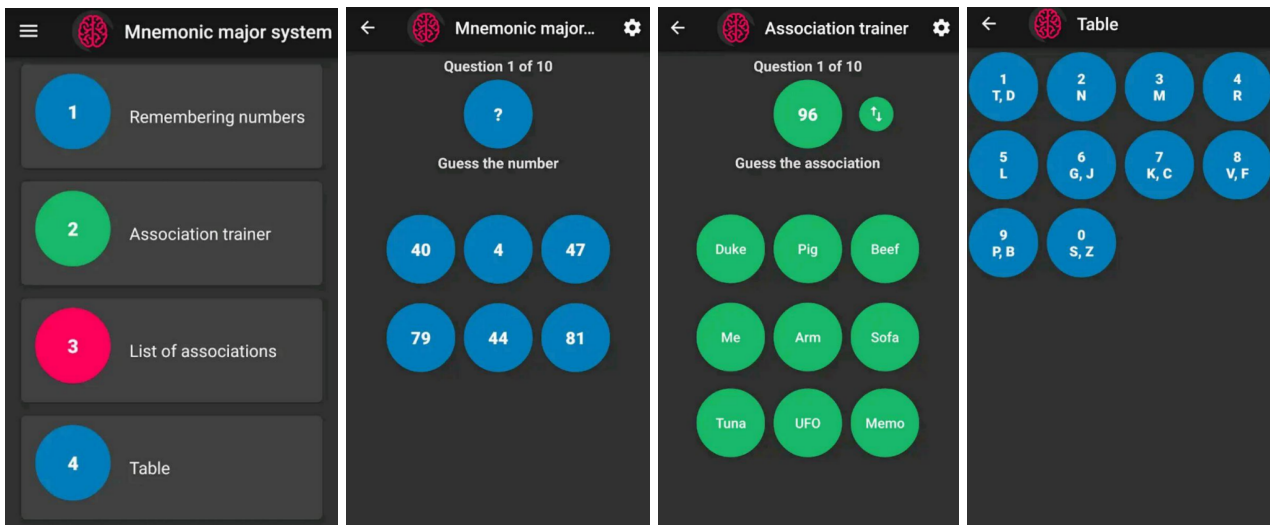 Mnemonic major system
1
Remembering numbers
2
Association trainer
3
List of associations
4
Table
Mnemonic major...
Question 1 of 10
?
Guess the number
40 4 47
79 44 81
Association trainer
Question 1 of 10
96
Guess the association
Duke Pig Beef
Me Arm Sofa
Tuna UFO Memo
Table
1 2 3 4
T, D N M R
5 6 7 8
L G, J K, C V, F
9 0
P, B S, Z